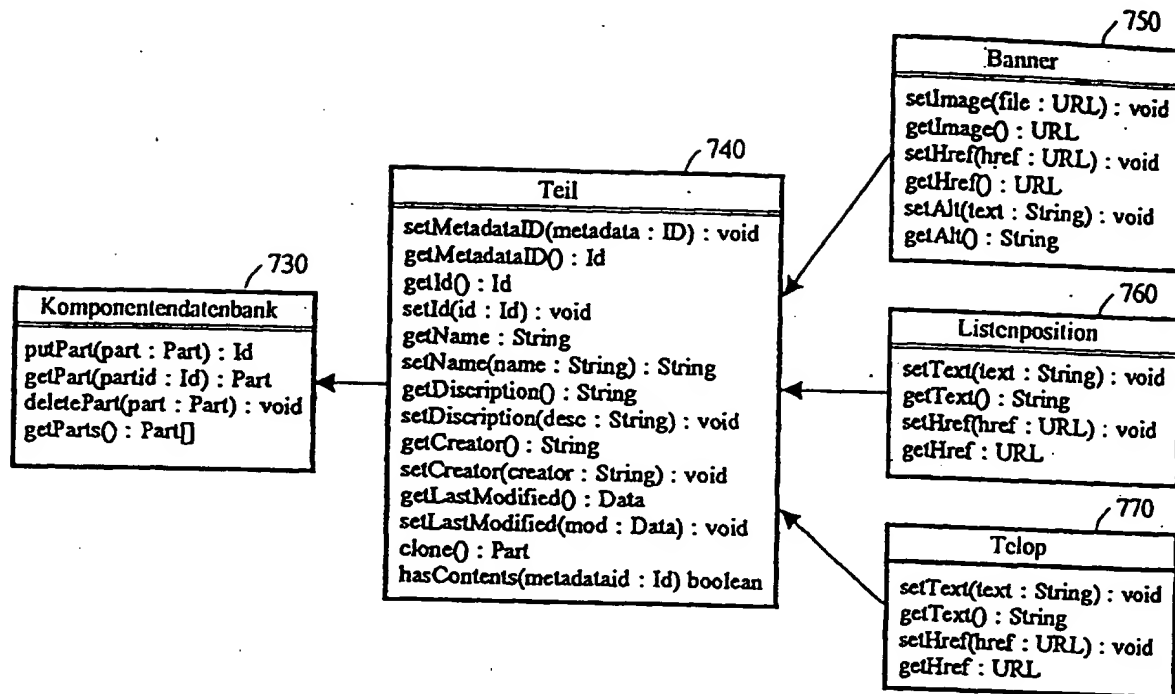 730
Komponentendatenbank
putPart(part : Part) : Id
getPart(partid : Id) : Part
deletePart(part : Part) : void
getParts() : Part[]
740
Teil
setMetadataID(metadata : ID) : void
getMetadataID() : Id
getId() : Id
setId(id : Id) : void
getName : String
setName(name : String) : String
getDiscription() : String
setDiscription(desc : String) : void
getCreator() : String
setCreator(creator : String) : void
getLastModified() : Data
setLastModified(mod : Data) : void
clone() : Part
hasContents(metadataid : Id) boolean
750
Banner
setImage(file : URL) : void
getImage() : URL
setHref(href : URL) : void
getHref() : URL
setAlt(text : String) : void
getAlt() : String
760
Listenposition
setText(text : String) : void
getText() : String
setHref(href : URL) : void
getHref : URL
770
Telop
setText(text : String) : void
getText() : String
setHref(href : URL) : void
getHref : URL